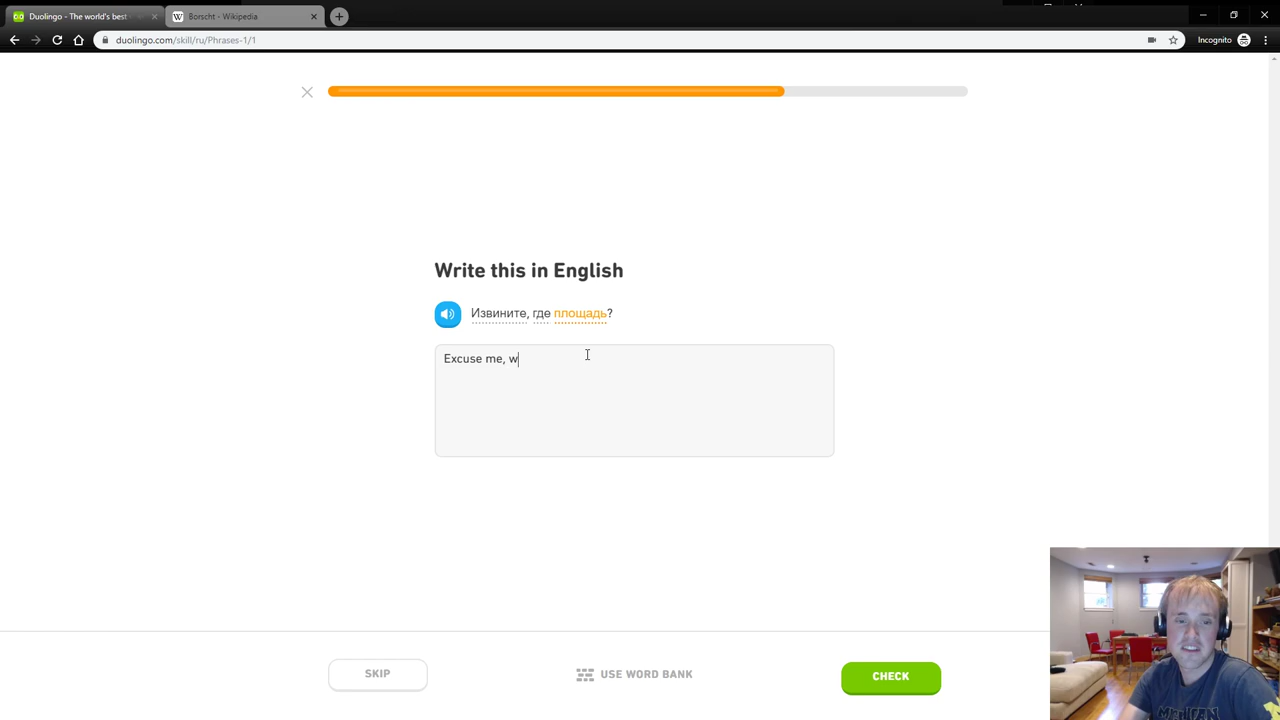 Duolingo - The world's best
Borscht - Wikipedia
duolingo.com/skill/ru/Phrases-1/1
Incognito
Write this in English
Извините, где площадь?
Excuse me, w
SKIP
USE WORD BANK
CHECK